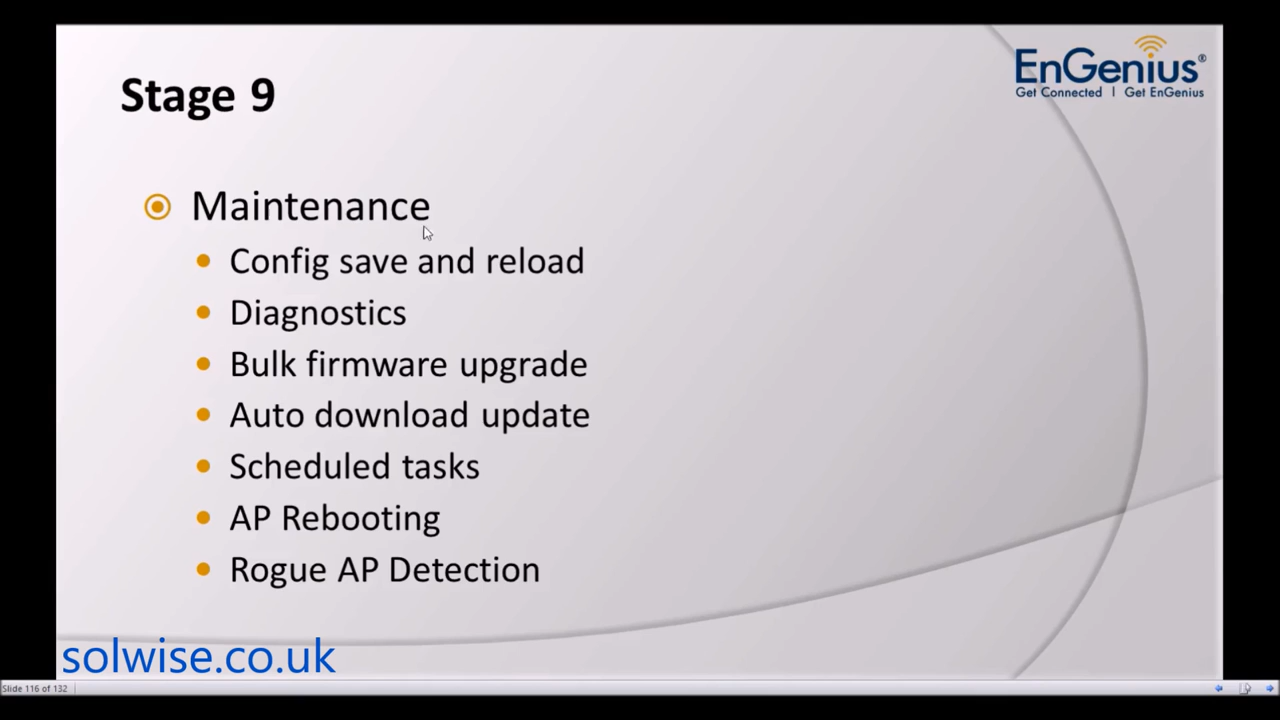 EnGenius®
Get Connected | Get EnGenius
Stage 9
Maintenance
Config save and reload
Diagnostics
Bulk firmware upgrade
Auto download update
Scheduled tasks
AP Rebooting
Rogue AP Detection
solwise.co.uk
Slide 116 of 132